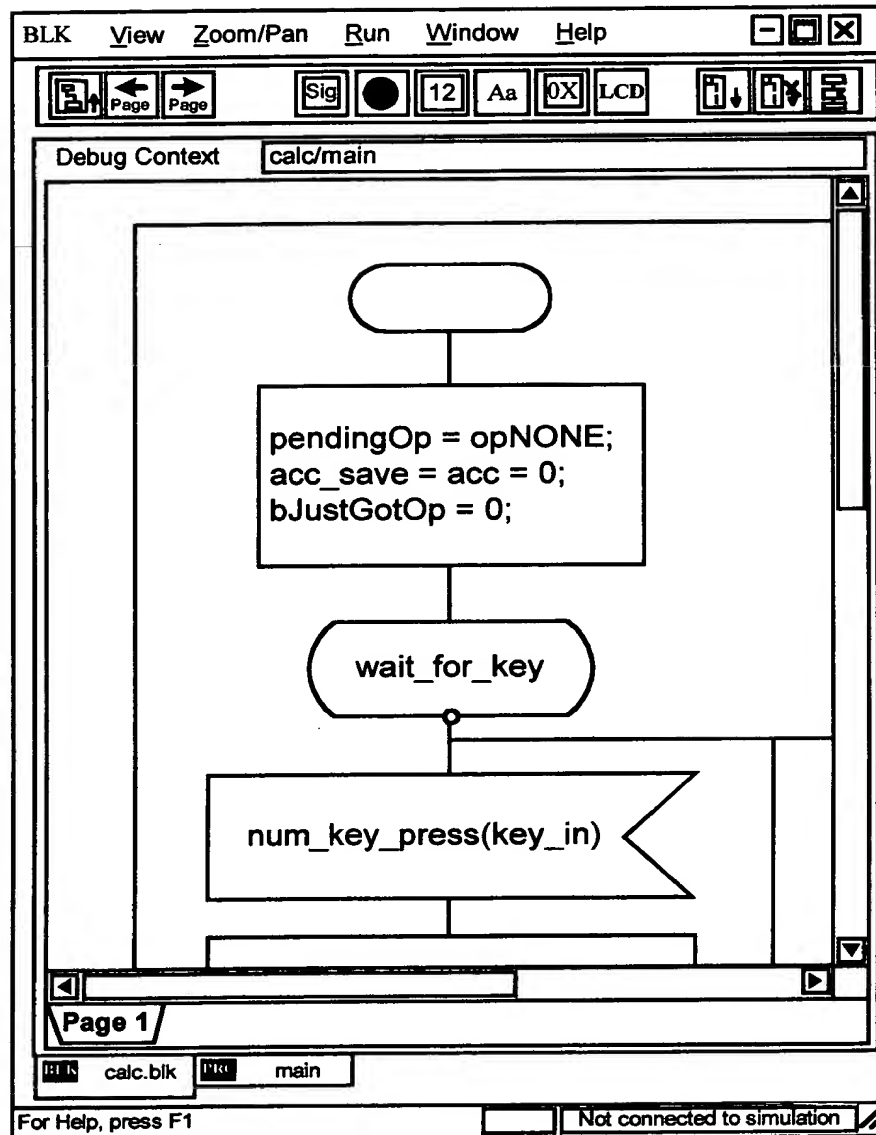 BLK View Zoom/Pan Run Window Help
Page Page Sig 12 Aa 0X LCD
Debug Context calc/main
pendingOp = opNONE;
acc_save = acc = 0;
bJustGotOp = 0;
wait_for_key
num_key_press(key_in)
Page 1
BLK calc.blk PRC main
For Help, press F1 Not connected to simulation